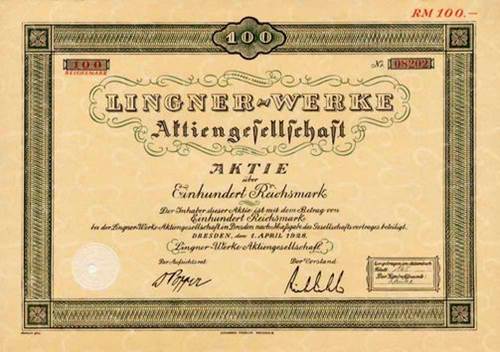 RM 100.—
100
100
REICHSMARK
No. 08202
LINGNER-WERKE
Aktiengesellschaft
AKTIE
über
Einhundert Reichsmark
Der Inhaber dieser Aktie ist mit dem Betrag von
Einhundert Reichsmark
bei der Lingner-Werke Aktiengesellschaft in Dresden nach Maßgabe des Gesellschaftsvertrages beteiligt.
DRESDEN, den 1. APRIL 1928.
Lingner-Werke Aktiengesellschaft
Der Aufsichtsrat Der Vorstand